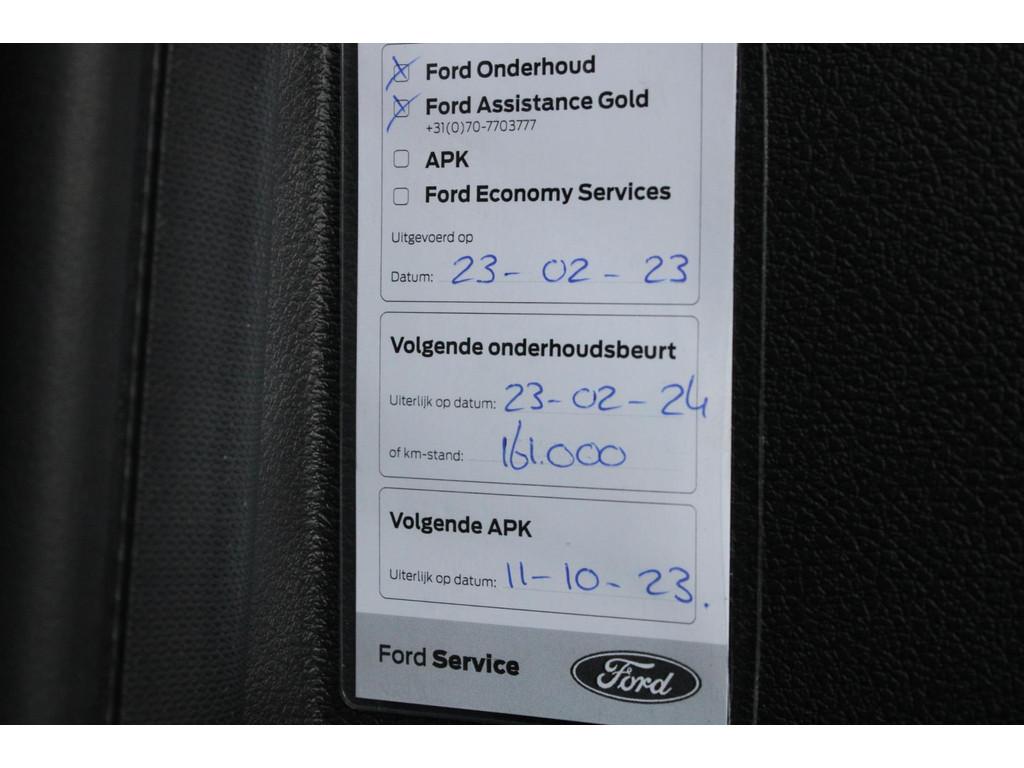 Ford Onderhoud
Ford Assistance Gold
+31(0)70-7703777
APK
Ford Economy Services
Uitgevoerd op
Datum: 23-02-23
Volgende onderhoudsbeurt
Uiterlijk op datum: 23-02-24
of km-stand: 161.000
Volgende APK
Uiterlijk op datum: 11-10-23.
Ford Service
Ford